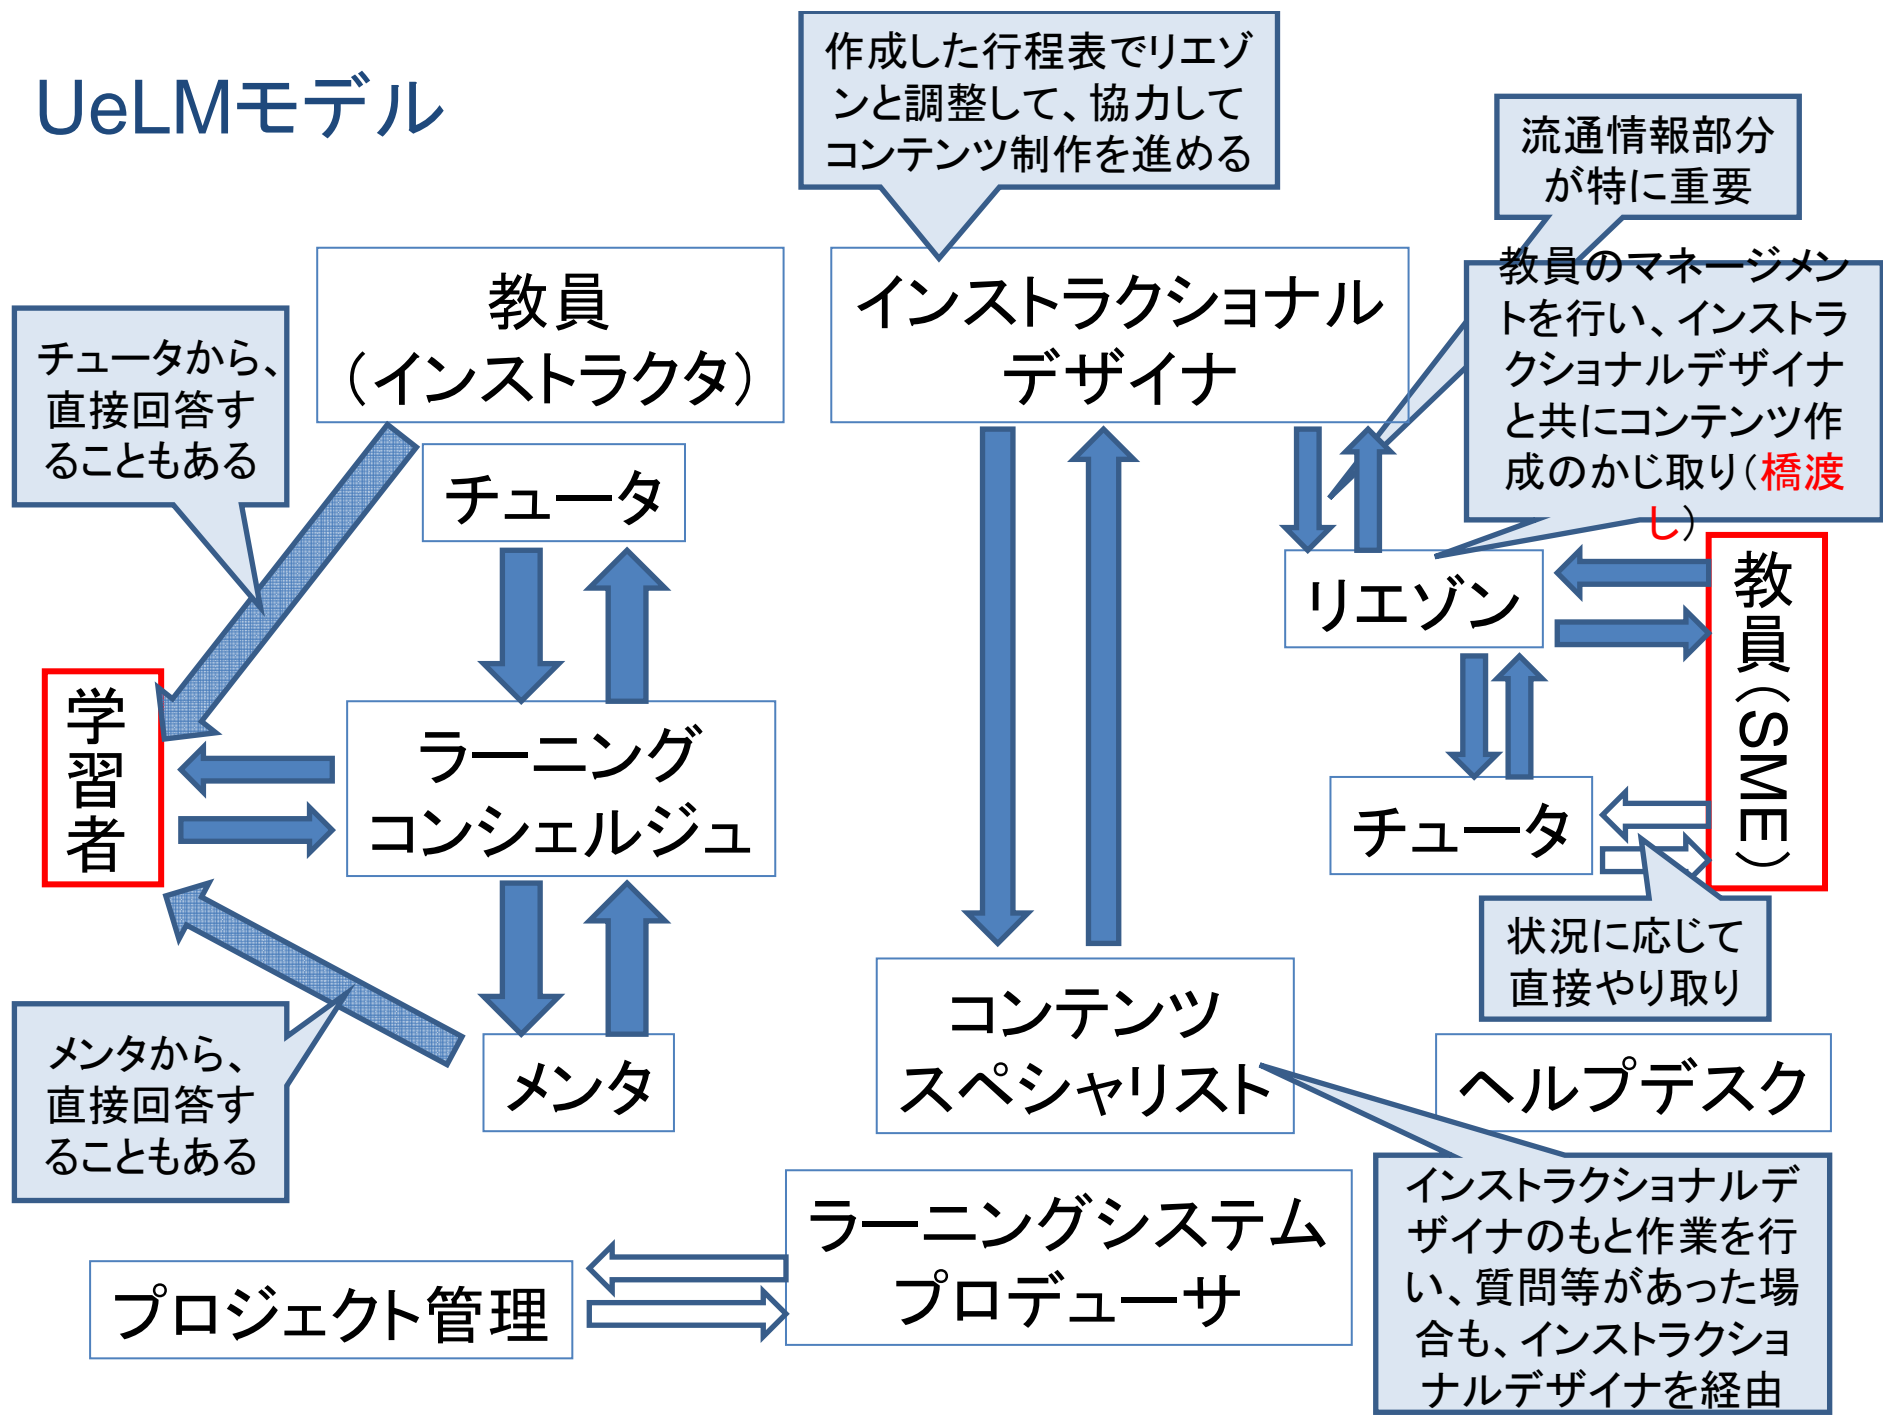 UeLMモデル
作成した行程表でリエゾ
ンと調整して、協力して
コンテンツ制作を進める
流通情報部分
が特に重要
教員
（インストラクタ）
インストラクショナル
デザイナ
教員のマネージメン
トを行い、インストラ
クショナルデザイナ
と共にコンテンツ作
成のかじ取り（橋渡
し）
チュータから、
直接回答す
ることもある
チュータ
リエゾン
教員（SME）
学習者
ラーニング
コンシェルジュ
チュータ
状況に応じて
直接やり取り
メンタから、
直接回答す
ることもある
メンタ
コンテンツ
スペシャリスト
ヘルプデスク
インストラクショナルデ
ザイナのもと作業を行
い、質問等があった場
合も、インストラクショ
ナルデザイナを経由
ラーニングシステム
プロデューサ
プロジェクト管理